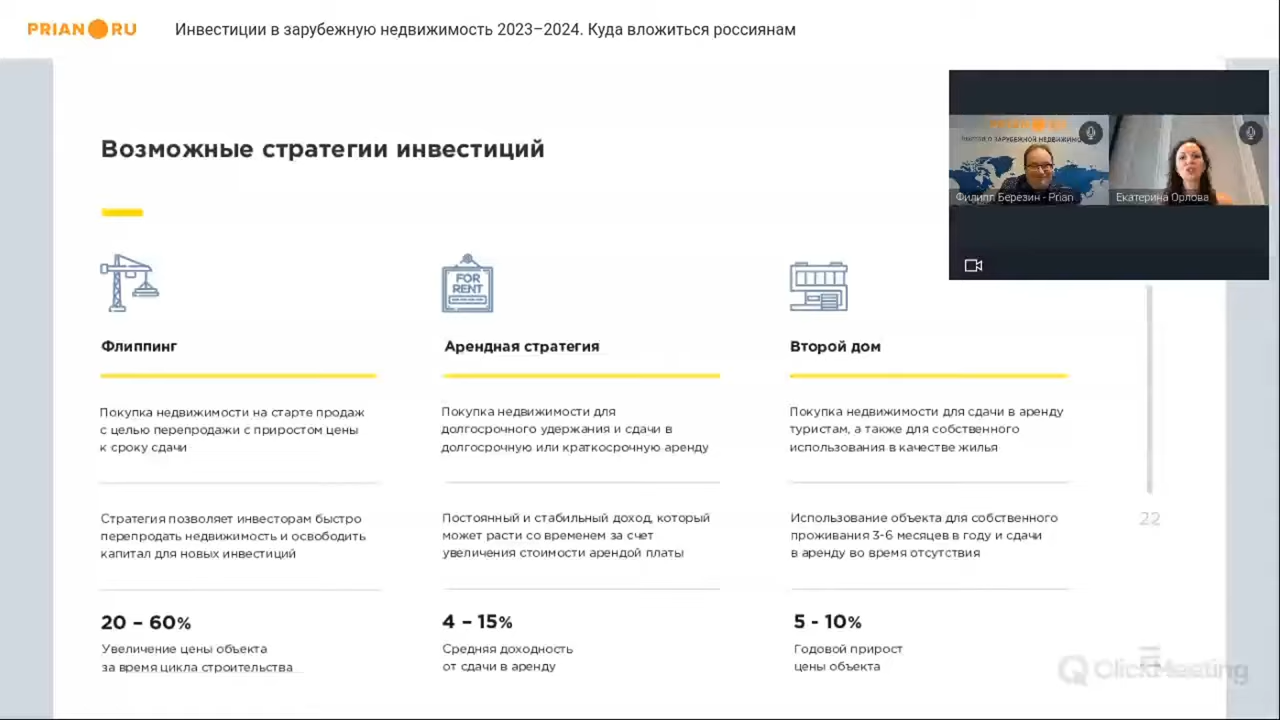 PRIAN RU
Инвестиции в зарубежную недвижимость 2023–2024. Куда вложиться россиянам
Возможные стратегии инвестиций
Филипп Березин - Prian
Екатерина Орлова
FOR
RENT
Флиппинг
Арендная стратегия
Второй дом
Покупка недвижимости на старте продаж
с целью перепродажи с приростом цены
к сроку сдачи
Покупка недвижимости для
долгосрочного удержания и сдачи в
долгосрочную или краткосрочную аренду
Покупка недвижимости для сдачи в аренду
туристам, а также для собственного
использования в качестве жилья
Стратегия позволяет инвесторам быстро
перепродать недвижимость и освободить
капитал для новых инвестиций
Постоянный и стабильный доход, который
может расти со временем за счет
увеличения стоимости арендой платы
Использование объекта для собственного
проживания 3-6 месяцев в году и сдачи
в аренду во время отсутствия
22
20 – 60%
Увеличение цены объекта
за время цикла строительства
4 – 15%
Средняя доходность
от сдачи в аренду
5 - 10%
Годовой прирост
цены объекта
ClickMeeting